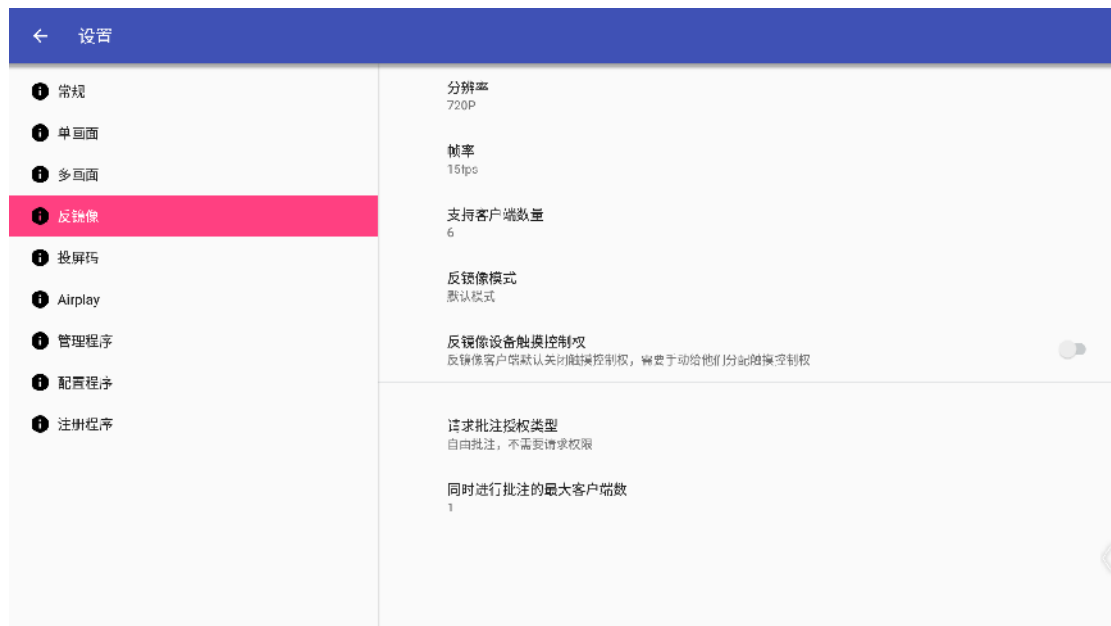 设置
常规
单画面
多画面
反镜像
投屏码
Airplay
管理程序
配置程序
注册程序
分辨率
720P
帧率
15fps
支持客户端数量
6
反镜像模式
默认模式
反镜像设备触摸控制权
反镜像客户端默认关闭触摸控制权，需要手动给他们分配触摸控制权
请求批注授权类型
自由批注，不需要请求权限
同时进行批注的最大客户端数
1